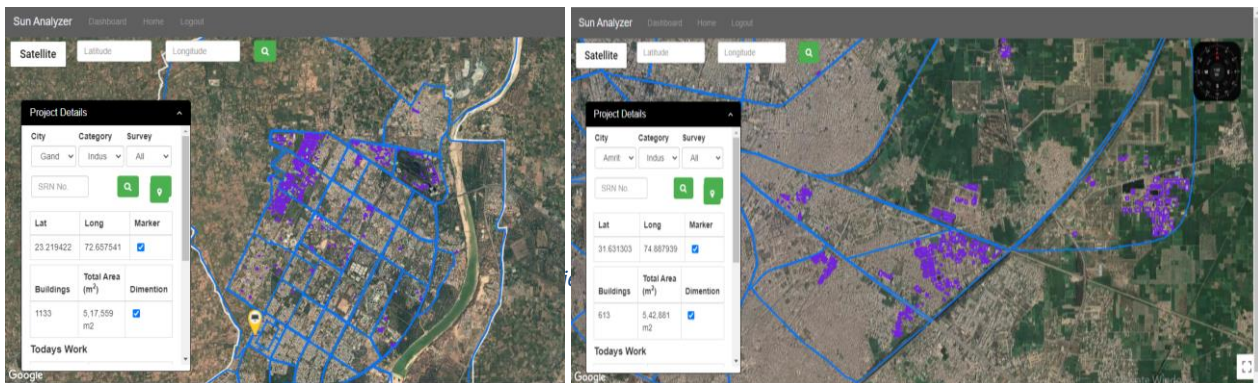 Sun Analyzer Dashboard Home Logout
Satellite Latitude Longitude
Project Details
City Category Survey
Gand Indus All
SRN No.
Lat Long Marker
23.219422 72.657541
Buildings Total Area (m²) Dimention
1133 5,17,559 m2
Todays Work
Google
Sun Analyzer Dashboard Home Logout
Satellite Latitude Longitude
Project Details
City Category Survey
Amrit Indus All
SRN No.
Lat Long Marker
31.631303 74.887939
Buildings Total Area (m²) Dimention
613 5,42,881 m2
Todays Work
Google